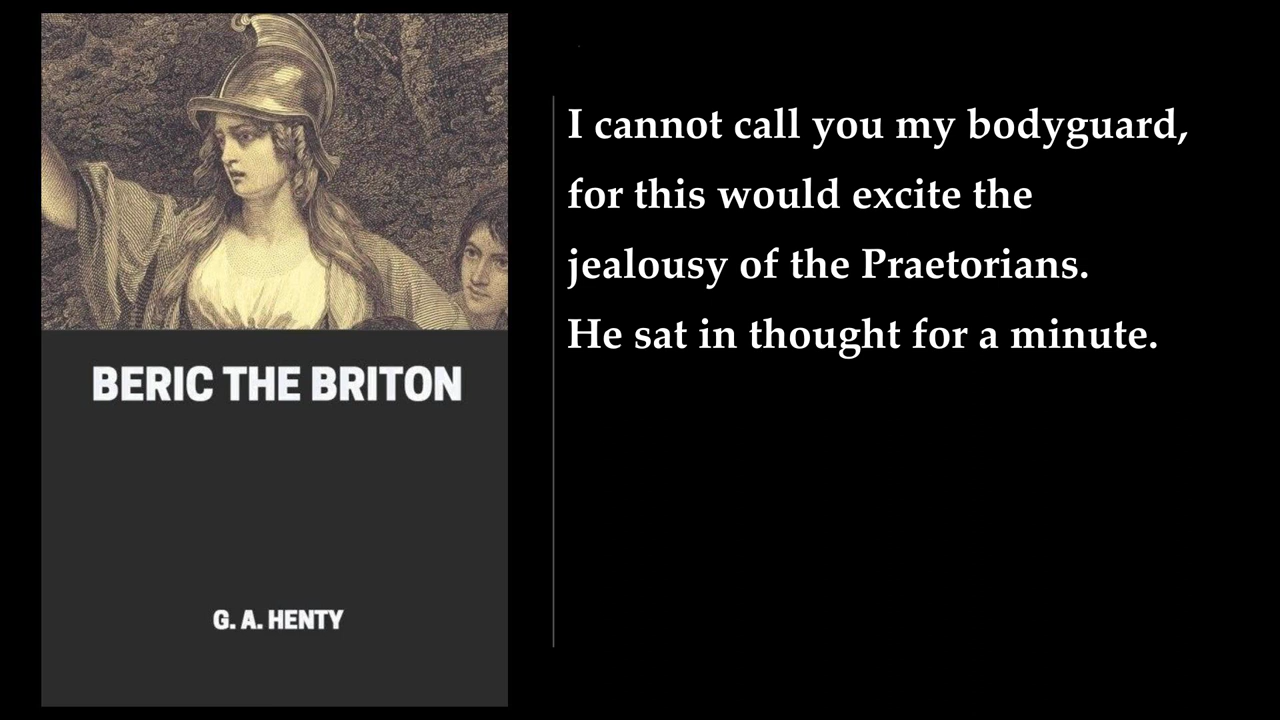 BERIC THE BRITON
G. A. HENTY
I cannot call you my bodyguard,
for this would excite the
jealousy of the Praetorians.
He sat in thought for a minute.